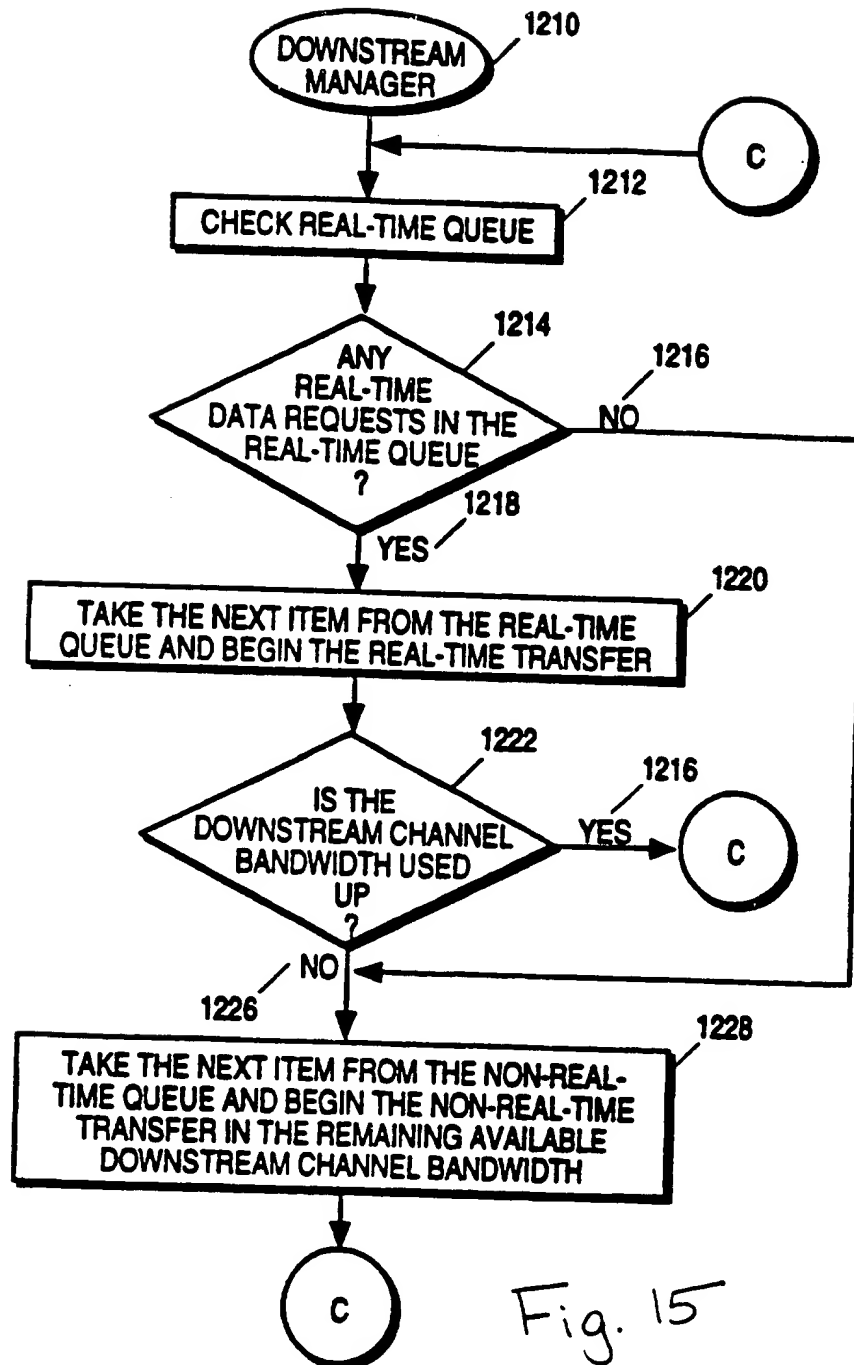 1210
DOWNSTREAM
MANAGER
C
1212
CHECK REAL-TIME QUEUE
1214
ANY
REAL-TIME
DATA REQUESTS IN THE
REAL-TIME QUEUE
?
1216
NO
1218
YES
1220
TAKE THE NEXT ITEM FROM THE REAL-TIME
QUEUE AND BEGIN THE REAL-TIME TRANSFER
1222
IS THE
DOWNSTREAM CHANNEL
BANDWIDTH USED
UP
?
1216
YES
C
NO
1226
1228
TAKE THE NEXT ITEM FROM THE NON-REAL-
TIME QUEUE AND BEGIN THE NON-REAL-TIME
TRANSFER IN THE REMAINING AVAILABLE
DOWNSTREAM CHANNEL BANDWIDTH
C
Fig. 15